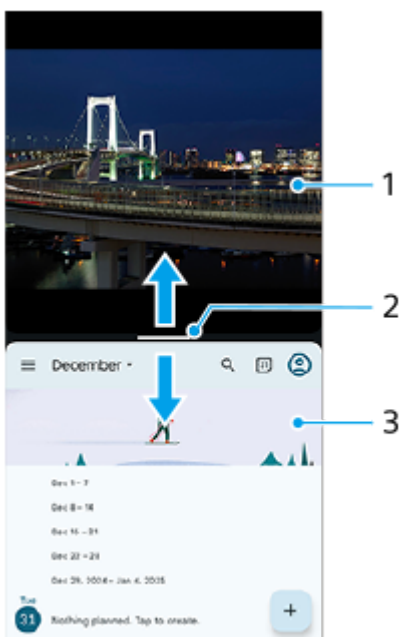 1
2
December
3
Dec 1 – 7
Dec 8 – 14
Dec 15 – 21
Dec 22 – 28
Dec 29, 2024 – Jan 4, 2025
Tue
31 Nothing planned. Tap to create.
+